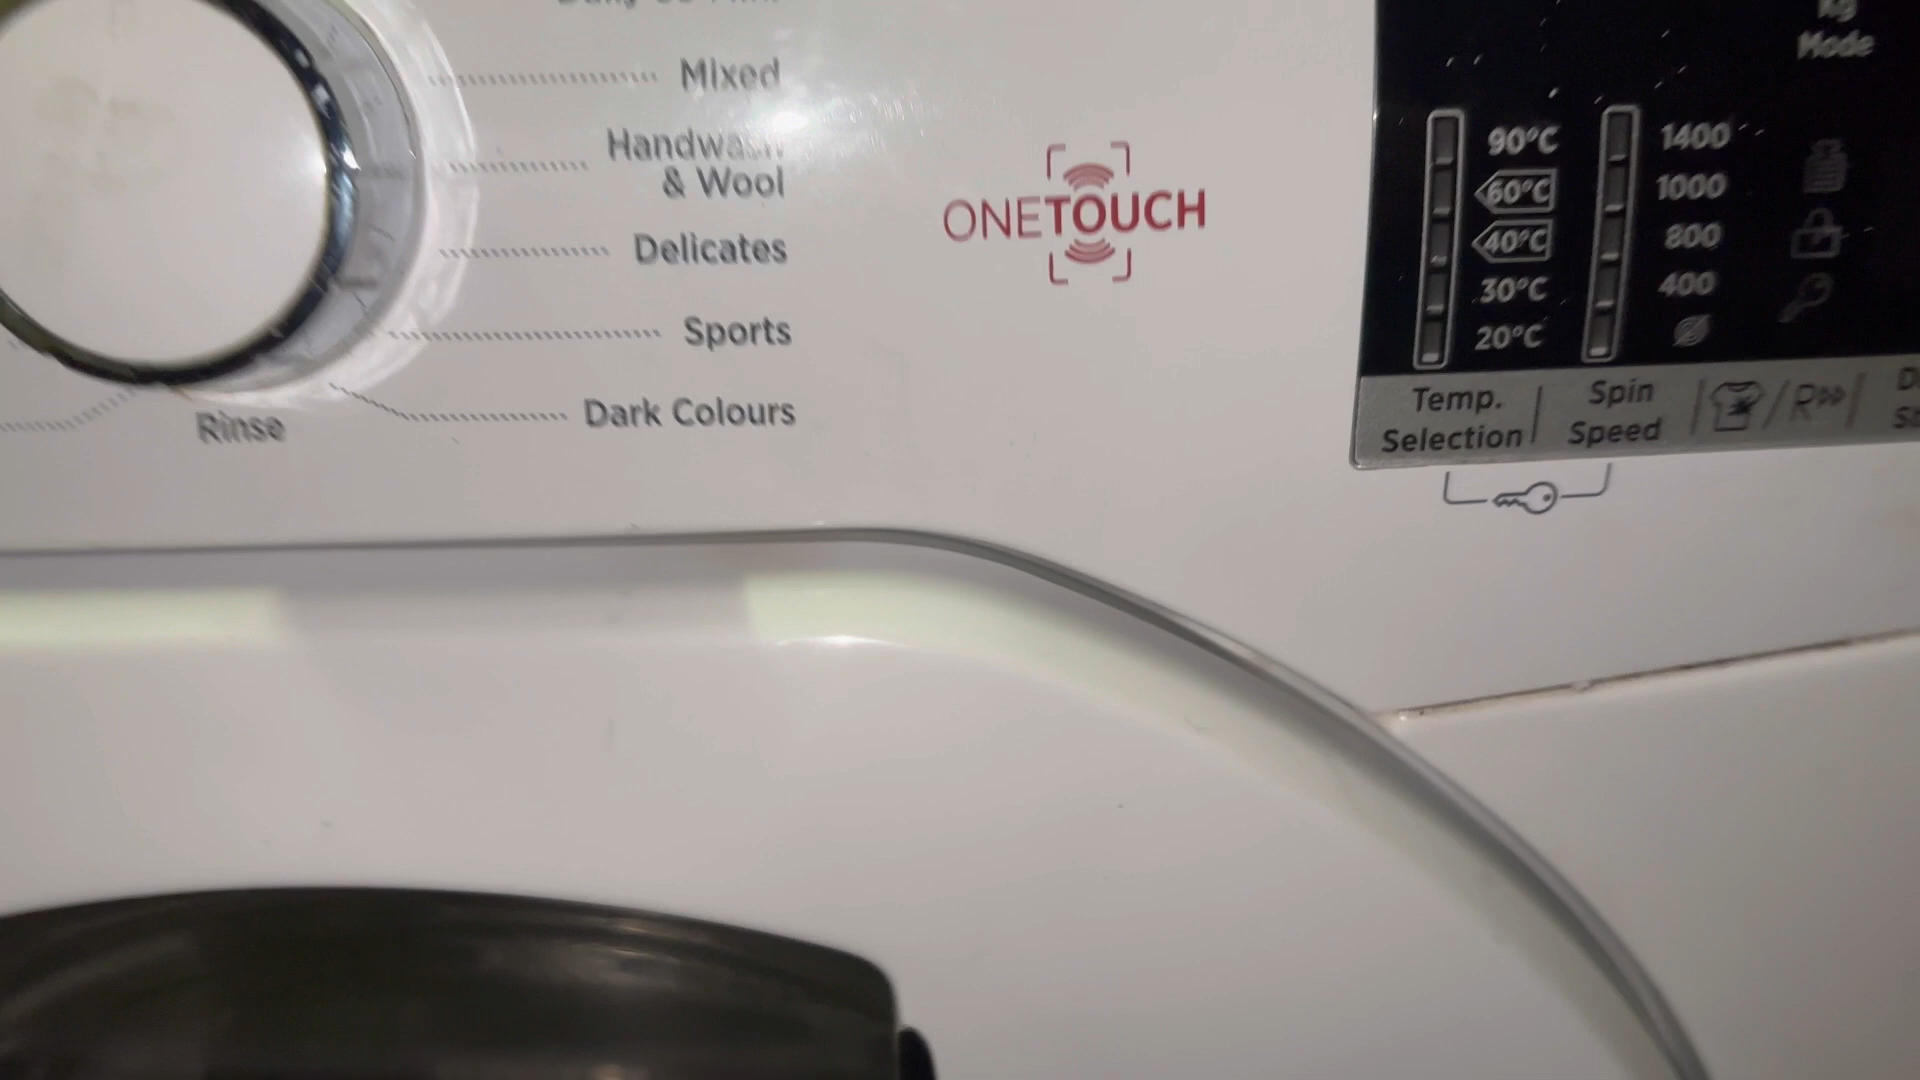 Mixed
Handwash
& Wool
Delicates
Sports
Dark Colours
Rinse
ONETOUCH
Kg
Mode
90°C
60°C
40°C
30°C
20°C
1400
1000
800
400
Temp.
Selection
Spin
Speed
R